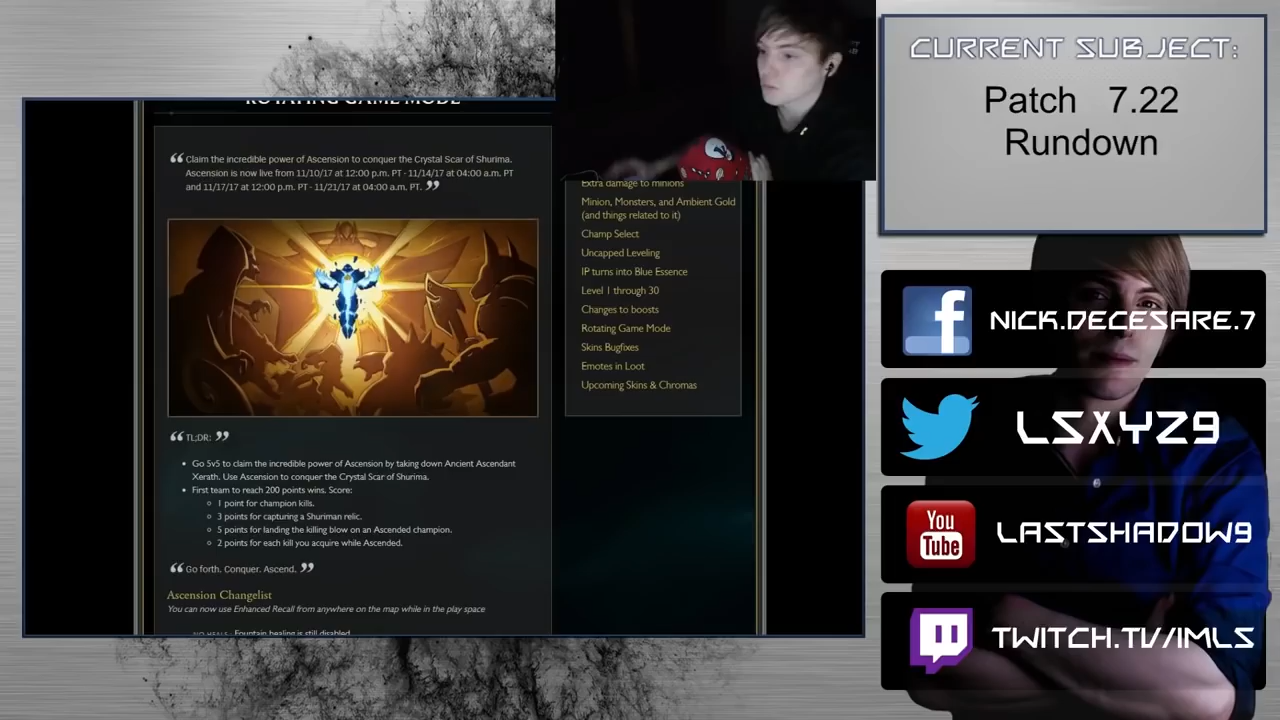 ROTATING GAME MODE
❝ Claim the incredible power of Ascension to conquer the Crystal Scar of Shurima.
Ascension is now live from 11/10/17 at 12:00 p.m. PT - 11/14/17 at 04:00 a.m. PT
and 11/17/17 at 12:00 p.m. PT - 11/21/17 at 04:00 a.m. PT. ❞
❝ TL;DR: ❞
• Go 5v5 to claim the incredible power of Ascension by taking down Ancient Ascendant
Xerath. Use Ascension to conquer the Crystal Scar of Shurima.
• First team to reach 200 points wins. Score:
○ 1 point for champion kills.
○ 3 points for capturing a Shuriman relic.
○ 5 points for landing the killing blow on an Ascended champion.
○ 2 points for each kill you acquire while Ascended.
❝ Go forth. Conquer. Ascend. ❞
Ascension Changelist
You can now use Enhanced Recall from anywhere on the map while in the play space
NO HEALS - Fountain healing is still disabled
Extra damage to minions
Minion, Monsters, and Ambient Gold
(and things related to it)
Champ Select
Uncapped Leveling
IP turns into Blue Essence
Level 1 through 30
Changes to boosts
Rotating Game Mode
Skins Bugfixes
Emotes in Loot
Upcoming Skins & Chromas
CURRENT SUBJECT:
Patch 7.22
Rundown
f NICK.DECESARE.7
LSXYZ9
You
Tube
LASTSHADOW9
TWITCH.TV/IMLS